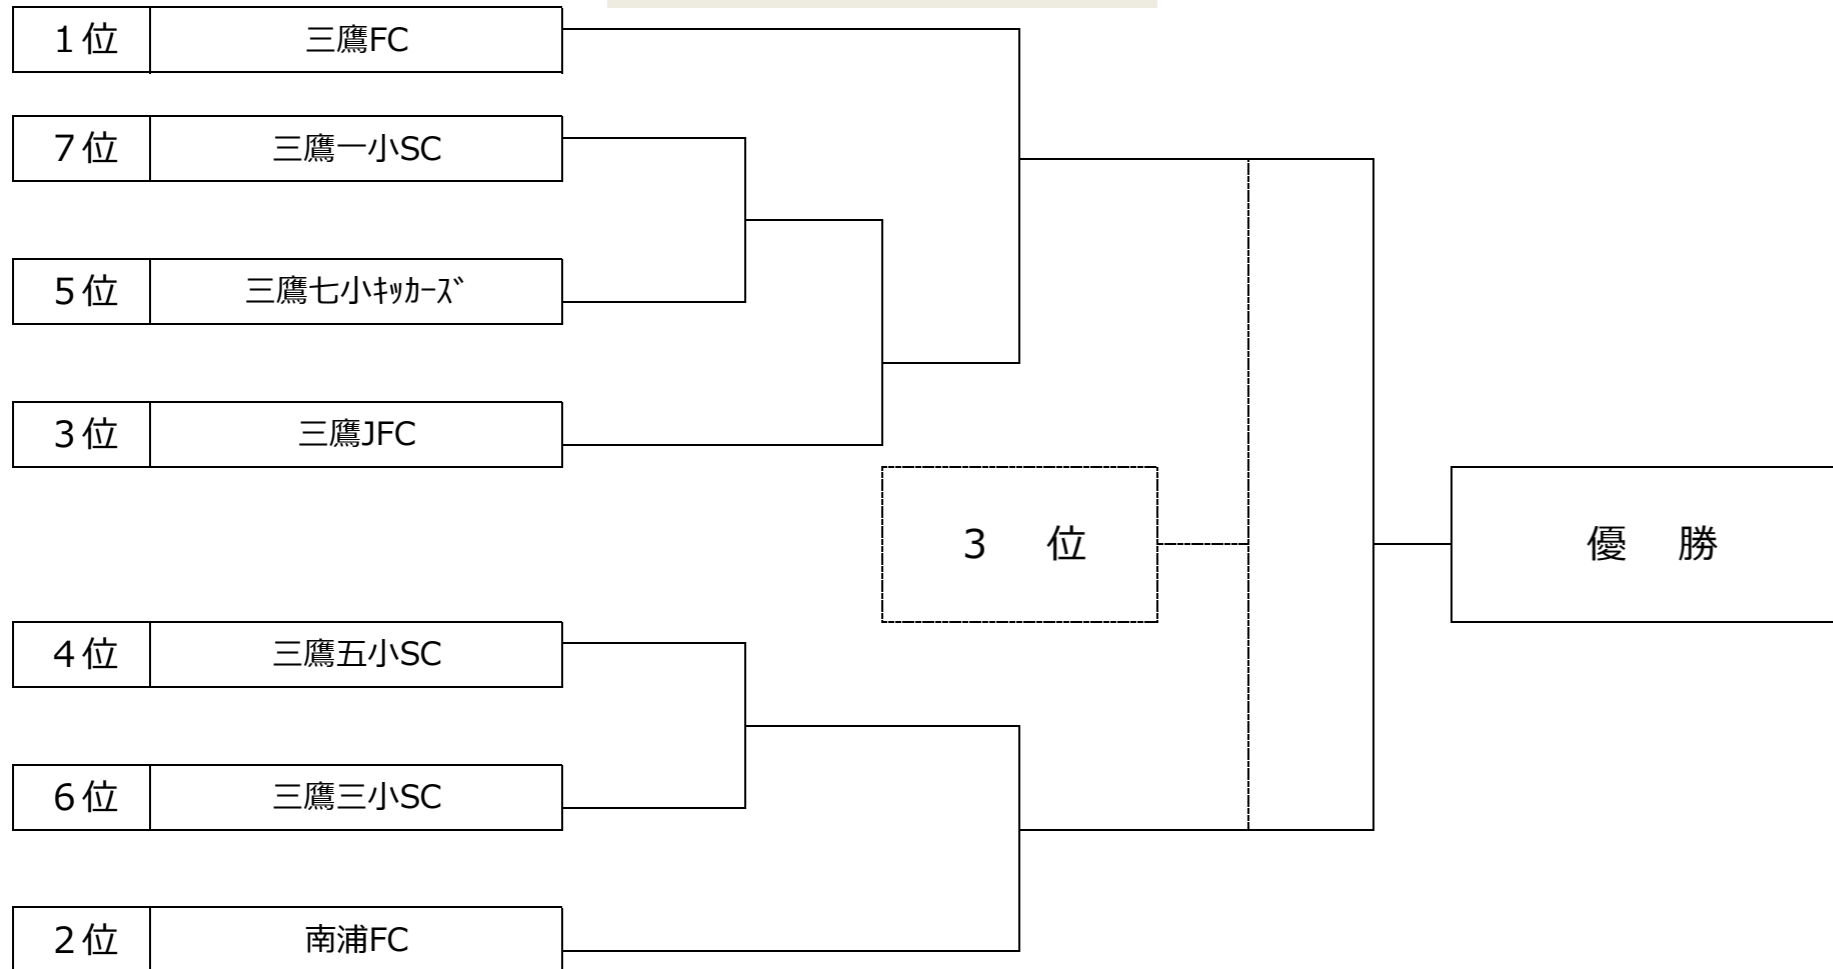 １位 三鷹FC
７位 三鷹一小SC
５位 三鷹七小ｷｯｶｰｽﾞ
３位 三鷹JFC
３ 位
優 勝
４位 三鷹五小SC
６位 三鷹三小SC
２位 南浦FC